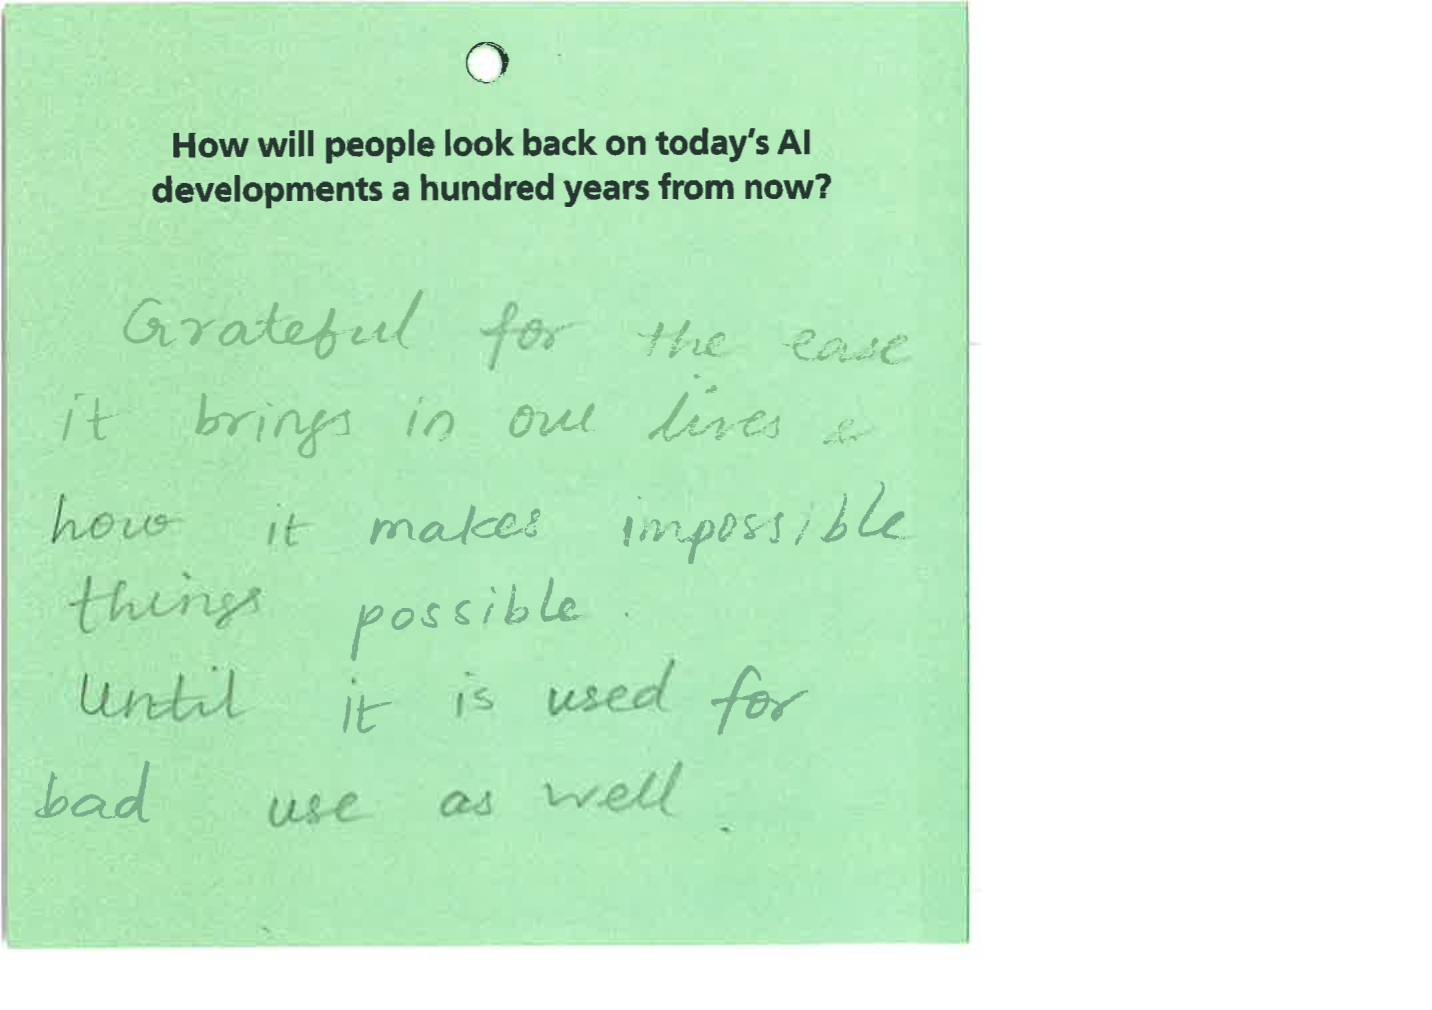 How will people look back on today's AI
developments a hundred years from now?
Grateful for the ease
it brings in our lives &
how it makes impossible
things possible.
Until it is used for
bad use as well.